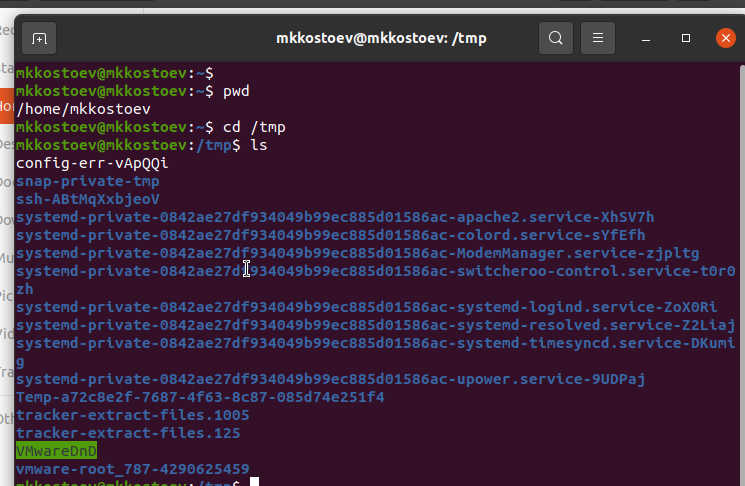 mkkostoev@mkkostoev: /tmp
mkkostoev@mkkostoev:~$
mkkostoev@mkkostoev:~$ pwd
/home/mkkostoev
mkkostoev@mkkostoev:~$ cd /tmp
mkkostoev@mkkostoev:/tmp$ ls
config-err-vApQQi
snap-private-tmp
ssh-ABtMqXxbjeoV
systemd-private-0842ae27df934049b99ec885d01586ac-apache2.service-XhSV7h
systemd-private-0842ae27df934049b99ec885d01586ac-colord.service-sYfEfh
systemd-private-0842ae27df934049b99ec885d01586ac-ModemManager.service-zjpltg
systemd-private-0842ae27df934049b99ec885d01586ac-switcheroo-control.service-t0r0
zh
systemd-private-0842ae27df934049b99ec885d01586ac-systemd-logind.service-ZoX0Ri
systemd-private-0842ae27df934049b99ec885d01586ac-systemd-resolved.service-Z2Liaj
systemd-private-0842ae27df934049b99ec885d01586ac-systemd-timesyncd.service-DKumi
g
systemd-private-0842ae27df934049b99ec885d01586ac-upower.service-9UDPaj
Temp-a72c8e2f-7687-4f63-8c87-085d74e251f4
tracker-extract-files.1005
tracker-extract-files.125
VMwareDnD
vmware-root_787-4290625459
mkkostoev@mkkostoev:/tmp$